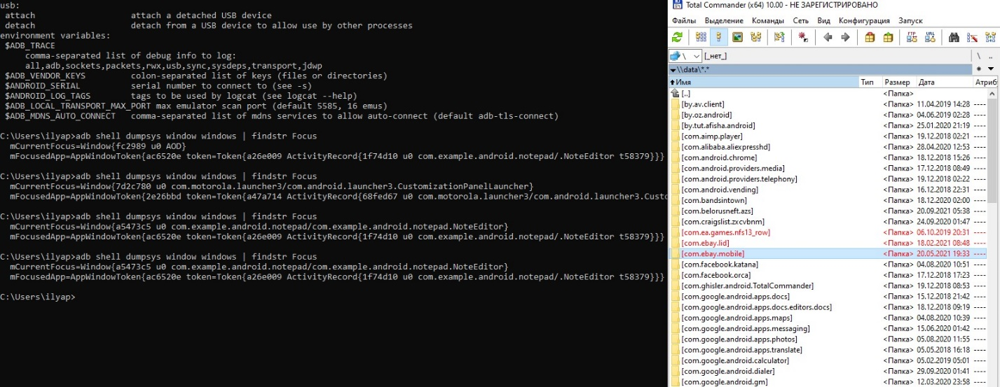 usb:
attach attach a detached USB device
detach detach from a USB device to allow use by other processes
environment variables:
$ADB_TRACE
comma-separated list of debug info to log:
all,adb,sockets,packets,rwx,usb,sync,sysdeps,transport,jdwp
$ADB_VENDOR_KEYS colon-separated list of keys (files or directories)
$ANDROID_SERIAL serial number to connect to (see -s)
$ANDROID_LOG_TAGS tags to be used by logcat (see logcat --help)
$ADB_LOCAL_TRANSPORT_MAX_PORT max emulator scan port (default 5585, 16 emus)
$ADB_MDNS_AUTO_CONNECT comma-separated list of mdns services to allow auto-connect (default adb-tls-connect)
C:\Users\ilyap>adb shell dumpsys window windows | findstr Focus
mCurrentFocus=Window{fc2989 u0 AOD}
mFocusedApp=AppWindowToken{ac6520e token=Token{a26e009 ActivityRecord{1f74d10 u0 com.example.android.notepad/.NoteEditor t58379}}}
C:\Users\ilyap>adb shell dumpsys window windows | findstr Focus
mCurrentFocus=Window{7d2c780 u0 com.motorola.launcher3/com.android.launcher3.CustomizationPanelLauncher}
mFocusedApp=AppWindowToken{2e26bbd token=Token{a47a714 ActivityRecord{68fed67 u0 com.motorola.launcher3/com.android.launcher3.Custo
C:\Users\ilyap>adb shell dumpsys window windows | findstr Focus
mCurrentFocus=Window{a5473c5 u0 com.example.android.notepad/com.example.android.notepad.NoteEditor}
mFocusedApp=AppWindowToken{ac6520e token=Token{a26e009 ActivityRecord{1f74d10 u0 com.example.android.notepad/.NoteEditor t58379}}}
C:\Users\ilyap>adb shell dumpsys window windows | findstr Focus
mCurrentFocus=Window{a5473c5 u0 com.example.android.notepad/com.example.android.notepad.NoteEditor}
mFocusedApp=AppWindowToken{ac6520e token=Token{a26e009 ActivityRecord{1f74d10 u0 com.example.android.notepad/.NoteEditor t58379}}}
C:\Users\ilyap>
Total Commander (x64) 10.00 - НЕ ЗАРЕГИСТРИРОВАНО
Файлы Выделение Команды Сеть Вид Конфигурация Запуск
FTP URL
\ [_нет_] \ ..
\\data\*.* * ▼
Имя Тип Размер Дата Атриб
[..] <Папка>
[by.av.client] <Папка> 11.04.2019 14:28 ----
[by.oz.android] <Папка> 04.06.2019 02:28 ----
[by.tut.afisha.android] <Папка> 25.01.2020 21:19 ----
[com.aimp.player] <Папка> 19.12.2018 02:21 ----
[com.alibaba.aliexpresshd] <Папка> 28.04.2020 12:53 ----
[com.android.chrome] <Папка> 18.12.2018 15:26 ----
[com.android.providers.media] <Папка> 17.12.2018 08:49 ----
[com.android.providers.telephony] <Папка> 19.12.2018 02:22 ----
[com.android.vending] <Папка> 16.12.2018 22:31 ----
[com.bandsintown] <Папка> 18.12.2018 02:00 ----
[com.belorusneft.azs] <Папка> 20.09.2021 05:38 ----
[com.craigslist.zxcvbnm] <Папка> 24.09.2020 01:47 ----
[com.ea.games.nfs13_row] <Папка> 06.10.2019 20:31 ----
[com.ebay.lid] <Папка> 18.02.2021 08:48 ----
[com.ebay.mobile] <Папка> 20.05.2021 19:33 ----
[com.facebook.katana] <Папка> 04.08.2020 10:51 ----
[com.facebook.orca] <Папка> 17.12.2018 17:23 ----
[com.ghisler.android.TotalCommander] <Папка> 19.12.2018 08:53 ----
[com.google.android.apps.docs] <Папка> 15.12.2018 21:42 ----
[com.google.android.apps.docs.editors.docs] <Папка> 18.12.2018 09:19 ----
[com.google.android.apps.maps] <Папка> 04.08.2020 10:39 ----
[com.google.android.apps.messaging] <Папка> 15.06.2020 01:42 ----
[com.google.android.apps.photos] <Папка> 05.08.2020 11:55 ----
[com.google.android.apps.translate] <Папка> 05.05.2018 16:18 ----
[com.google.android.calculator] <Папка> 05.02.2019 05:01 ----
[com.google.android.dialer] <Папка> 29.09.2020 01:41 ----
[com.google.android.gm] <Папка> 12.03.2020 23:58 ----